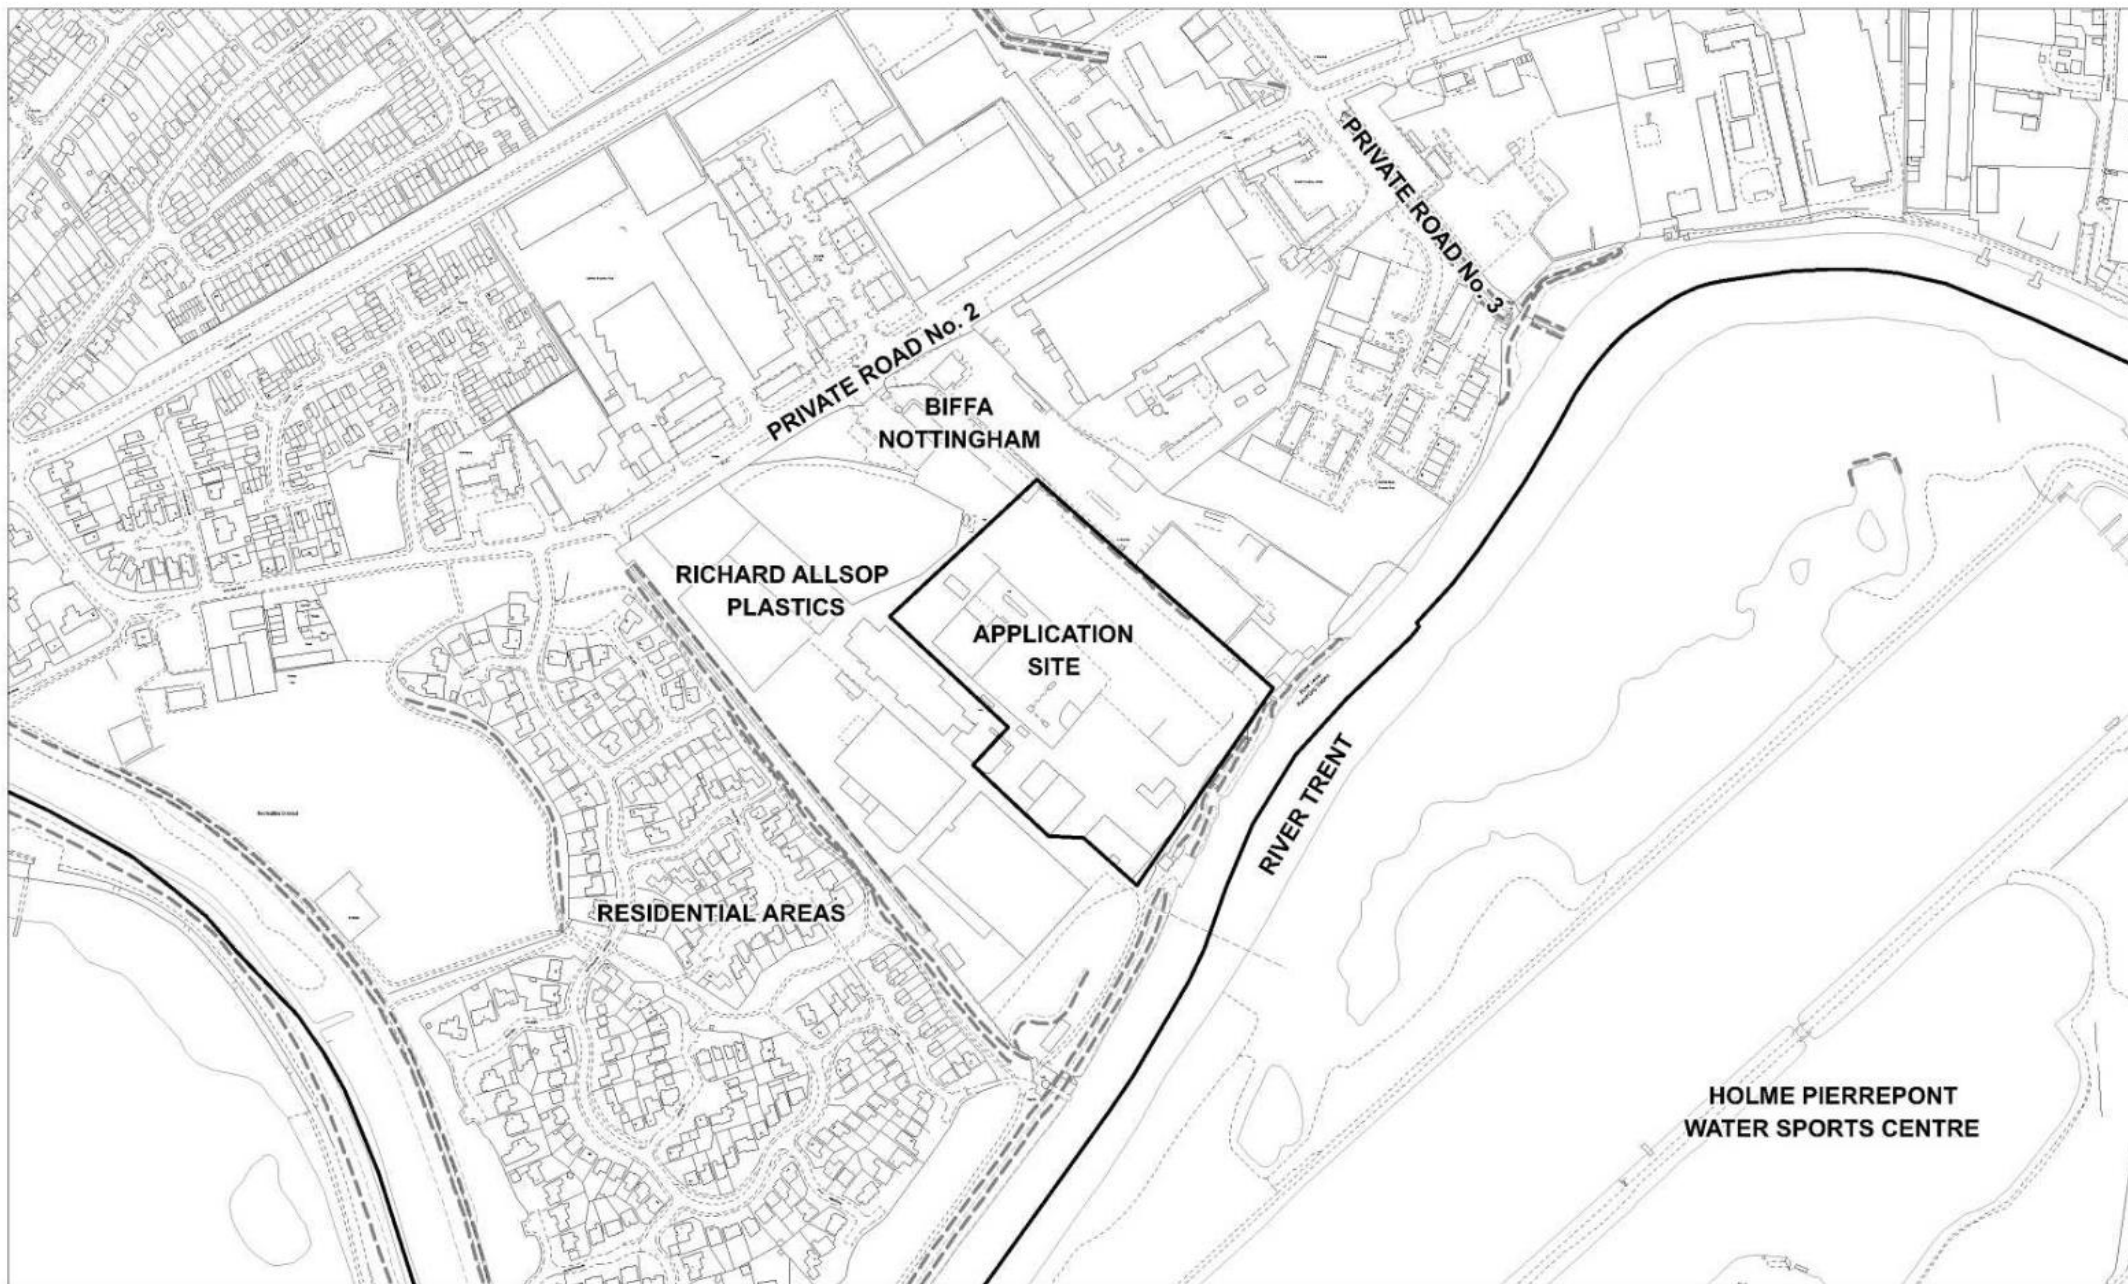 PRIVATE ROAD No. 3
PRIVATE ROAD No. 2
BIFFA
NOTTINGHAM
RICHARD ALLSOP
PLASTICS
APPLICATION
SITE
RIVER TRENT
RESIDENTIAL AREAS
HOLME PIERREPONT
WATER SPORTS CENTRE